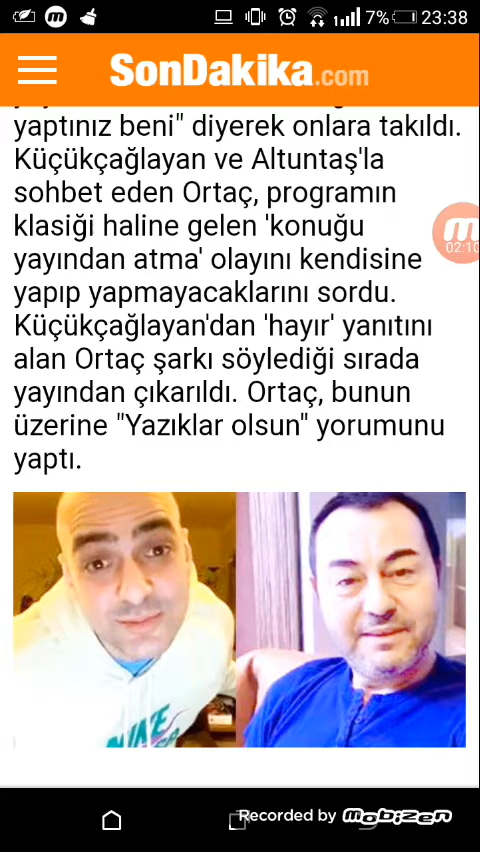 7% 23:38
SonDakika.com
yaptınız beni" diyerek onlara takıldı.
Küçükçağlayan ve Altuntaş'la
sohbet eden Ortaç, programın
klasiği haline gelen 'konuğu
yayından atma' olayını kendisine
yapıp yapmayacaklarını sordu.
Küçükçağlayan'dan 'hayır' yanıtını
alan Ortaç şarkı söylediği sırada
yayından çıkarıldı. Ortaç, bunun
üzerine "Yazıklar olsun" yorumunu
yaptı.
02:10
NIKE
Recorded by mobizen